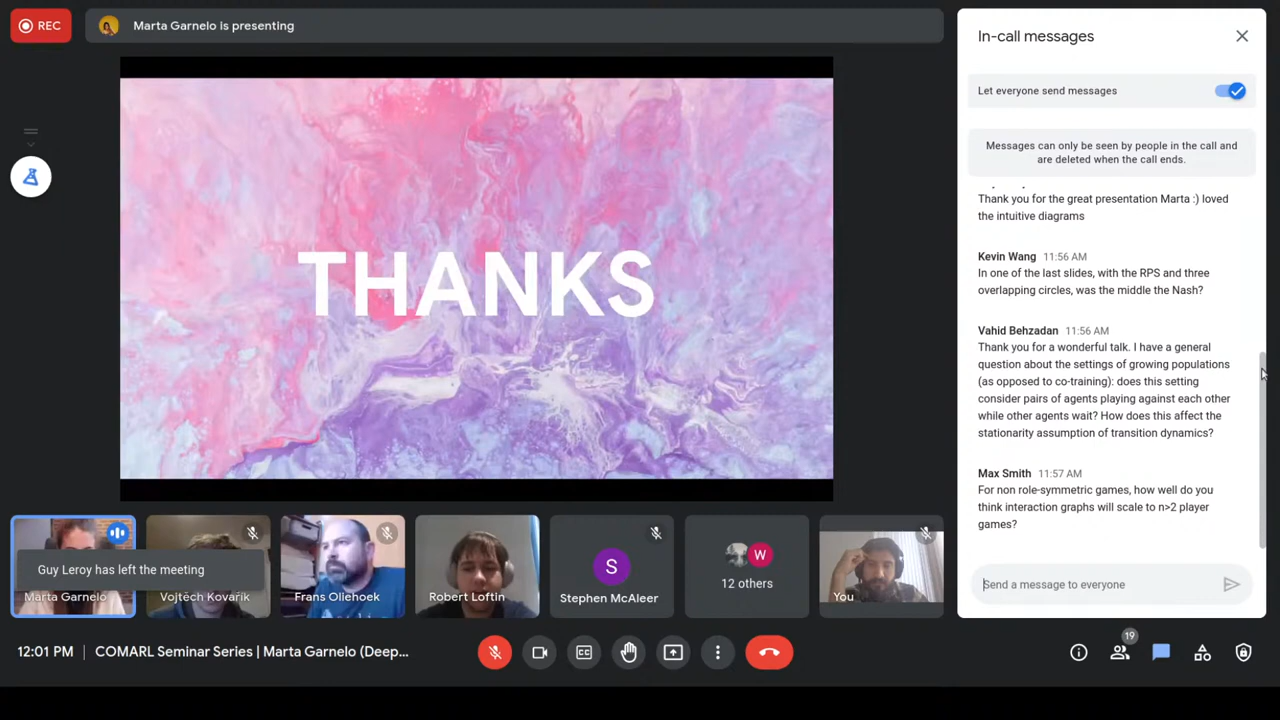 REC
Marta Garnelo is presenting
In-call messages
Let everyone send messages
Messages can only be seen by people in the call and
are deleted when the call ends.
Thank you for the great presentation Marta :) loved
the intuitive diagrams
Kevin Wang 11:56 AM
In one of the last slides, with the RPS and three
overlapping circles, was the middle the Nash?
Vahid Behzadan 11:56 AM
Thank you for a wonderful talk. I have a general
question about the settings of growing populations
(as opposed to co-training): does this setting
consider pairs of agents playing against each other
while other agents wait? How does this affect the
stationarity assumption of transition dynamics?
Max Smith 11:57 AM
For non role-symmetric games, how well do you
think interaction graphs will scale to n>2 player
games?
Send a message to everyone
THANKS
Guy Leroy has left the meeting
Marta Garnelo
Vojtěch Kovařík
Frans Oliehoek
Robert Loftin
S
Stephen McAleer
W
12 others
You
12:01 PM | COMARL Seminar Series | Marta Garnelo (Deep...
19